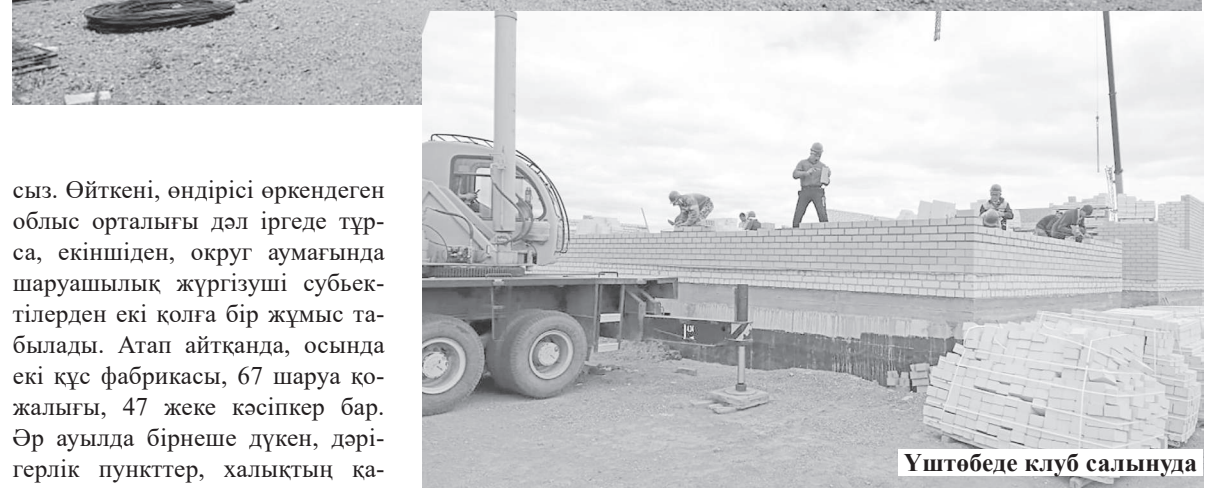 сыз. Өйткені, өндірісі өркендеген
облыс орталығы дәл іргеде тұр-
са, екіншіден, округ аумағында
шаруашылық жүргізуші субьек-
тілерден екі қолға бір жұмыс та-
былады. Атап айтқанда, осында
екі құс фабрикасы, 67 шаруа қо-
жалығы, 47 жеке кәсіпкер бар.
Әр ауылда бірнеше дүкен, дәрі-
герлік пункттер, халықтың қа-
Үштөбеде клуб салынуда